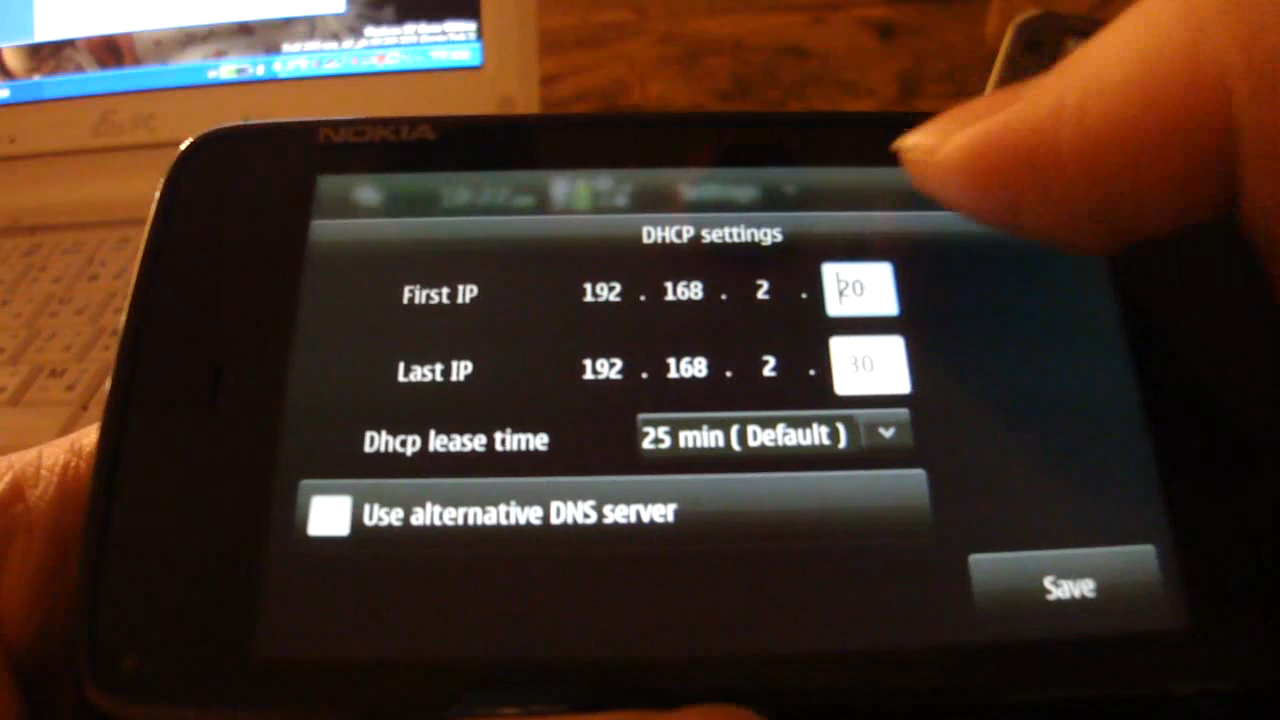 NOKIA
DHCP settings
First IP 192 . 168 . 2 . 20
Last IP 192 . 168 . 2 . 30
Dhcp lease time 25 min ( Default )
Use alternative DNS server
Save